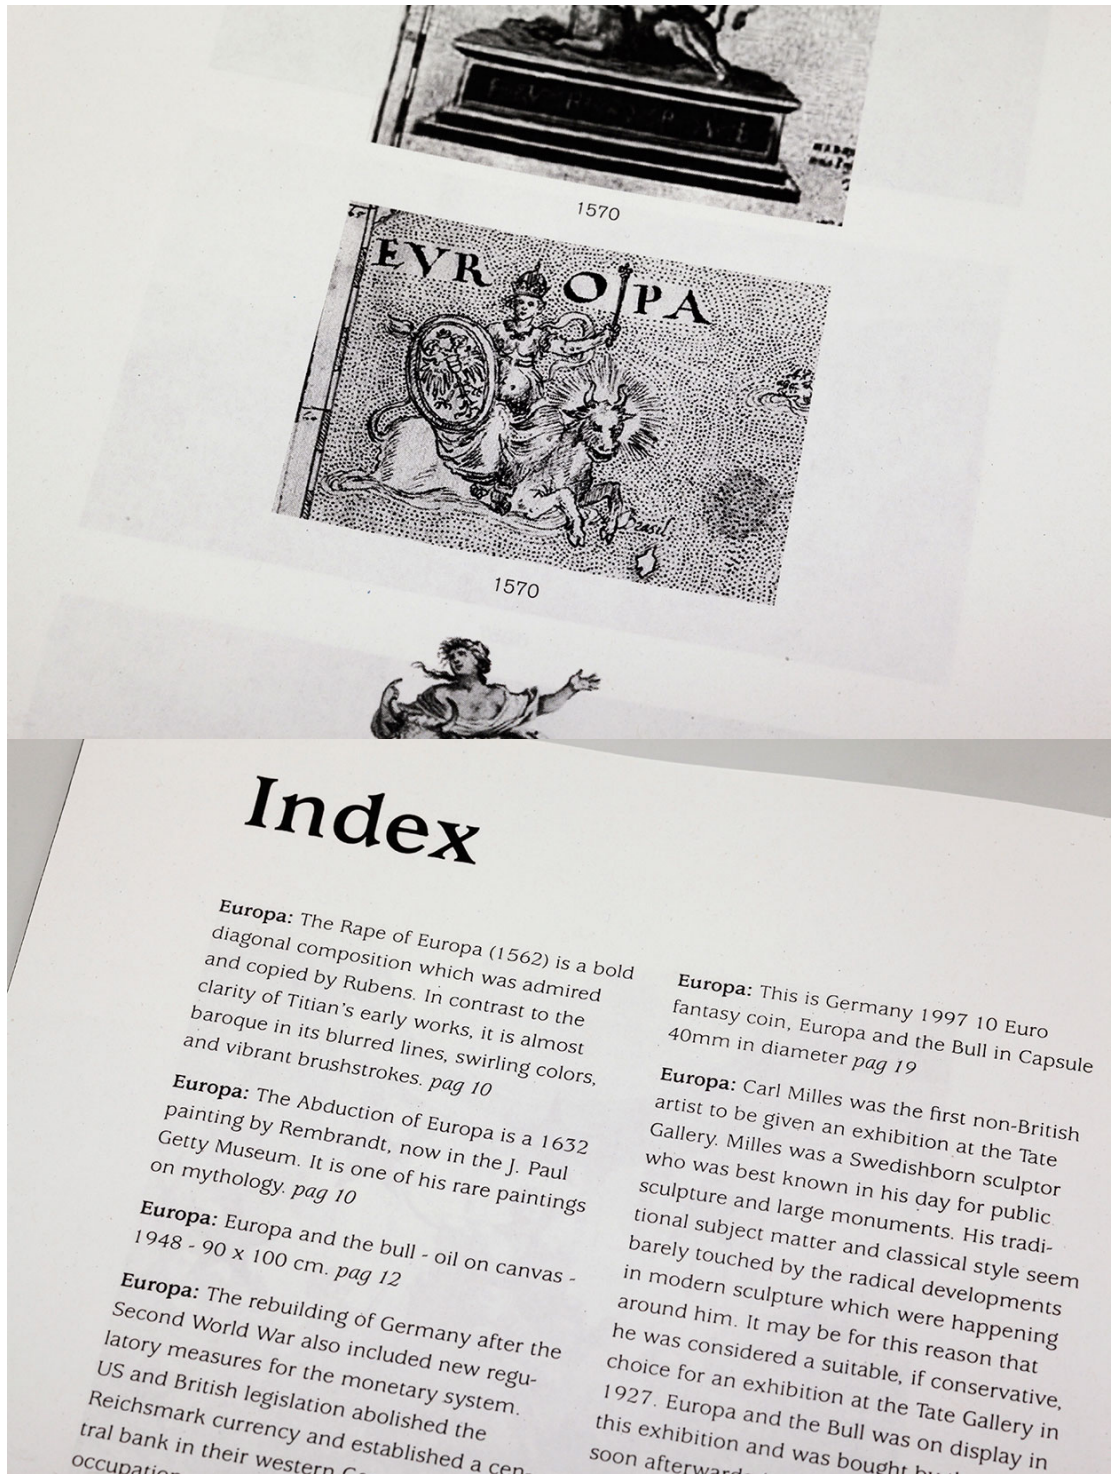 1570
EVR OPA
Brasil.
1570
Index
Europa: The Rape of Europa (1562) is a bold
diagonal composition which was admired
and copied by Rubens. In contrast to the
clarity of Titian's early works, it is almost
baroque in its blurred lines, swirling colors,
and vibrant brushstrokes. pag 10
Europa: The Abduction of Europa is a 1632
painting by Rembrandt, now in the J. Paul
Getty Museum. It is one of his rare paintings
on mythology. pag 10
Europa: Europa and the bull - oil on canvas -
1948 - 90 x 100 cm. pag 12
Europa: The rebuilding of Germany after the
Second World War also included new regu-
latory measures for the monetary system.
US and British legislation abolished the
Reichsmark currency and established a cen-
tral bank in their western
Europa: This is Germany 1997 10 Euro
fantasy coin, Europa and the Bull in Capsule
40mm in diameter pag 19
Europa: Carl Milles was the first non-British
artist to be given an exhibition at the Tate
Gallery. Milles was a Swedishborn sculptor
who was best known in his day for public
sculpture and large monuments. His tradi-
tional subject matter and classical style seem
barely touched by the radical developments
in modern sculpture which were happening
around him. It may be for this reason that
he was considered a suitable, if conservative,
choice for an exhibition at the Tate Gallery in
1927. Europa and the Bull was on display in
this exhibition and was bought by
soon